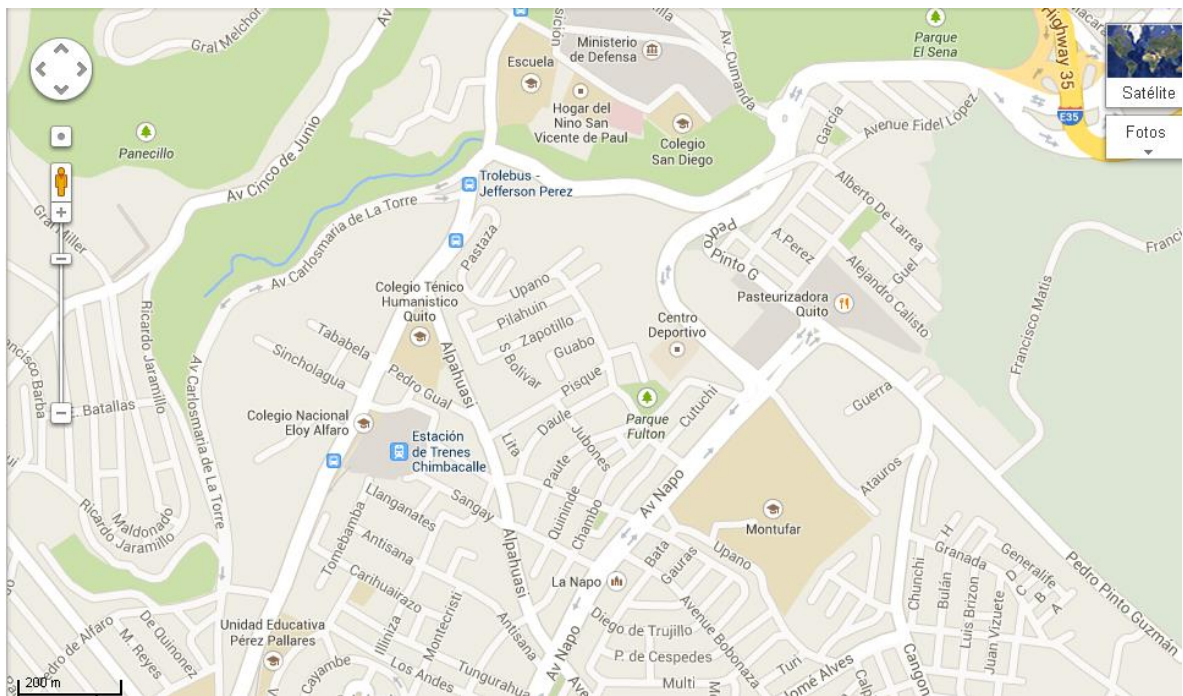 Gral Melchor
Av
Av Cinco de Junio
sición
Ministerio
de Defensa
Escuela
Hogar del
Nino San
Vicente de Paul
Colegio
San Diego
Av. Cumanda
Parque
El Sena
Highway 35
E35
Satélite
Fotos
Panecillo
Garcia
Avenue Fidel López
Trolebus -
Jefferson Perez
Av Carlosmaria de La Torre
Pastaza
Alberto De Larrea
Pedro
Pinto G
A.Perez
Guel
Alejandro Calisto
Francisco Matis
Colegio Ténico
Humanistico
Quito
Upano
Pilahuin
Zapotillo
Guabo
S. Bolivar
Centro
Deportivo
Pasteurizadora
Quito
Ricardo Jaramillo
Tababela
Sincholagua
Pedro Gual
Alpahuasi
Pisque
Daule
Parque
Fulton
Cutuchi
Guerra
E. Batallas
Av Carlosmaria de La Torre
Colegio Nacional
Eloy Alfaro
Estación
de Trenes
Chimbacalle
Lita
Jubones
Paute
Quininde
Chambo
Av Napo
Montufar
Atauros
Maldonado
Ricardo Jaramillo
Llanganates
Sangay
Tomebamba
Antisana
Alpahuasi
Carihuairazo
La Napo
Bata
Gauras
Upano
Avenue Bobonaza
H
Granada
Generalife
D
C
B
A
Chunchi
Bulán
Luis Brizon
Juan Vizuete
Pedro Pinto Guzmán
De Quinonez
M. Reyes
Unidad Educativa
Pérez Pallares
Illiniza
Montecristi
Antisana
Diego de Trujillo
P. de Cespedes
Multi
Turi
Cayambe
Los Andes
Tungurahua
Av Napo
Ave
200 m